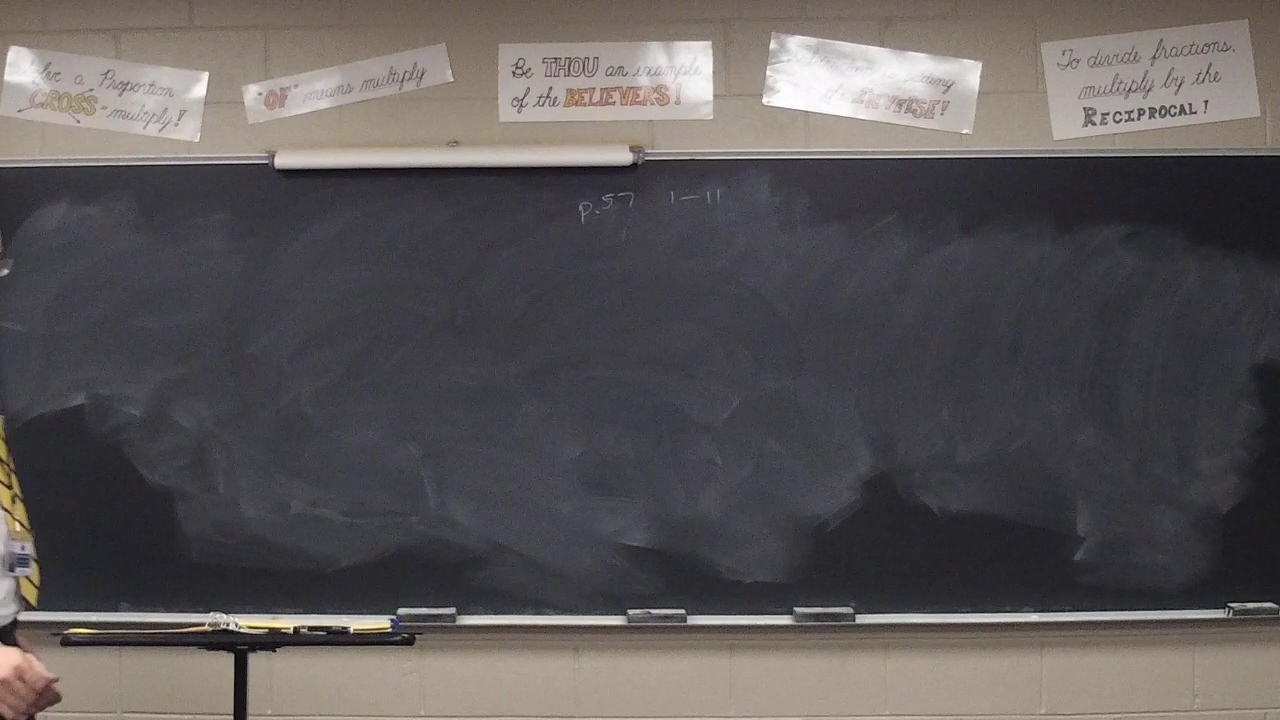 a Proportion
"CROSS"-multiply!
"OF" means multiply
Be THOU an example
of the BELIEVERS!
INVERSE!
To divide fractions,
multiply by the
RECIPROCAL!
p.57 1-11